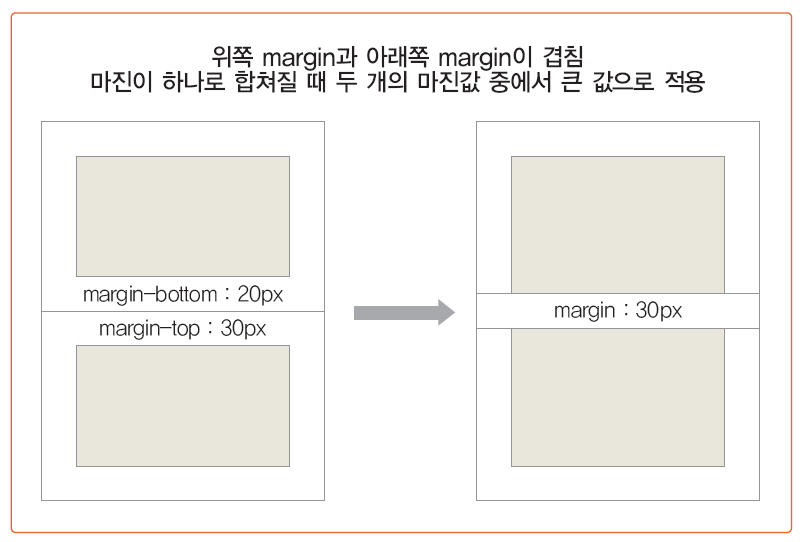 위쪽 margin과 아래쪽 margin이 겹침
마진이 하나로 합쳐질 때 두 개의 마진값 중에서 큰 값으로 적용
margin-bottom : 20px
margin-top : 30px
margin : 30px